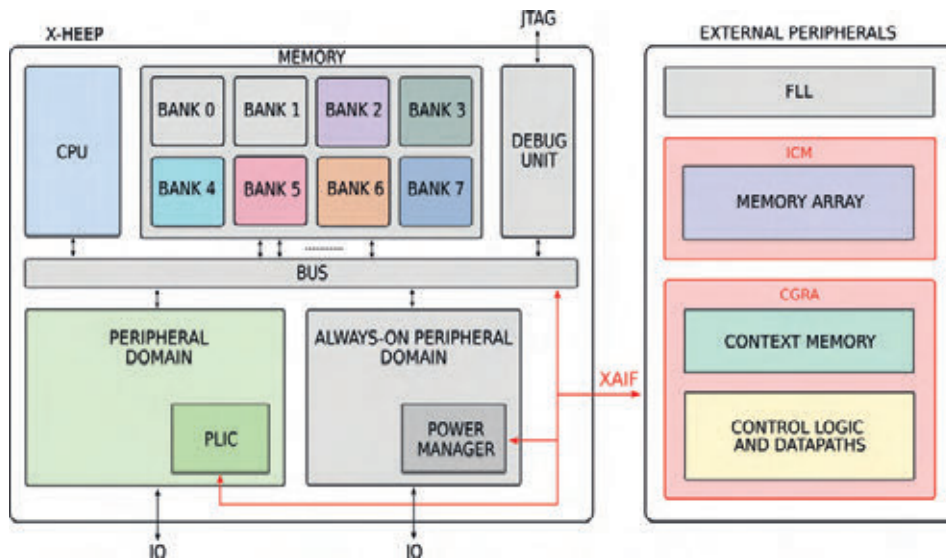 X-HEEP
JTAG
EXTERNAL PERIPHERALS
MEMORY
CPU
BANK 0
BANK 1
BANK 2
BANK 3
BANK 4
BANK 5
BANK 6
BANK 7
DEBUG
UNIT
BUS
PERIPHERAL
DOMAIN
PLIC
ALWAYS-ON PERIPHERAL
DOMAIN
POWER
MANAGER
XAIF
IO
IO
FLL
ICM
MEMORY ARRAY
CGRA
CONTEXT MEMORY
CONTROL LOGIC
AND DATAPATHS